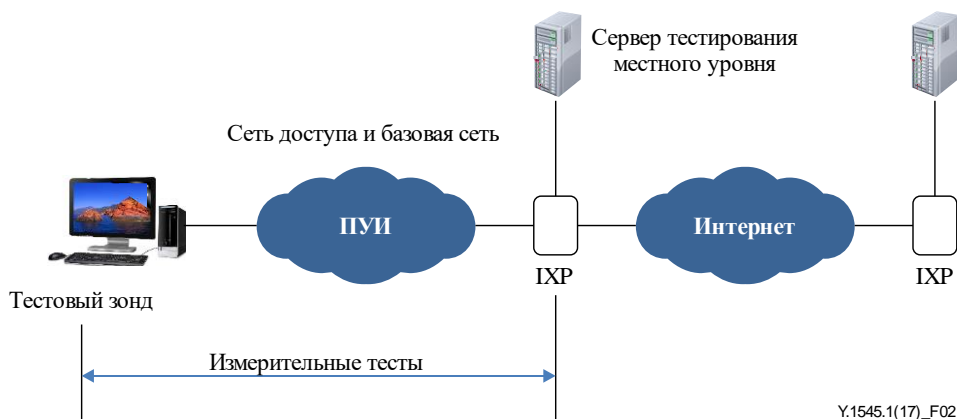 Сервер тестирования
местного уровня
Сеть доступа и базовая сеть
ПУИ
Интернет
IXP
IXP
Тестовый зонд
Измерительные тесты
Y.1545.1(17)_F02